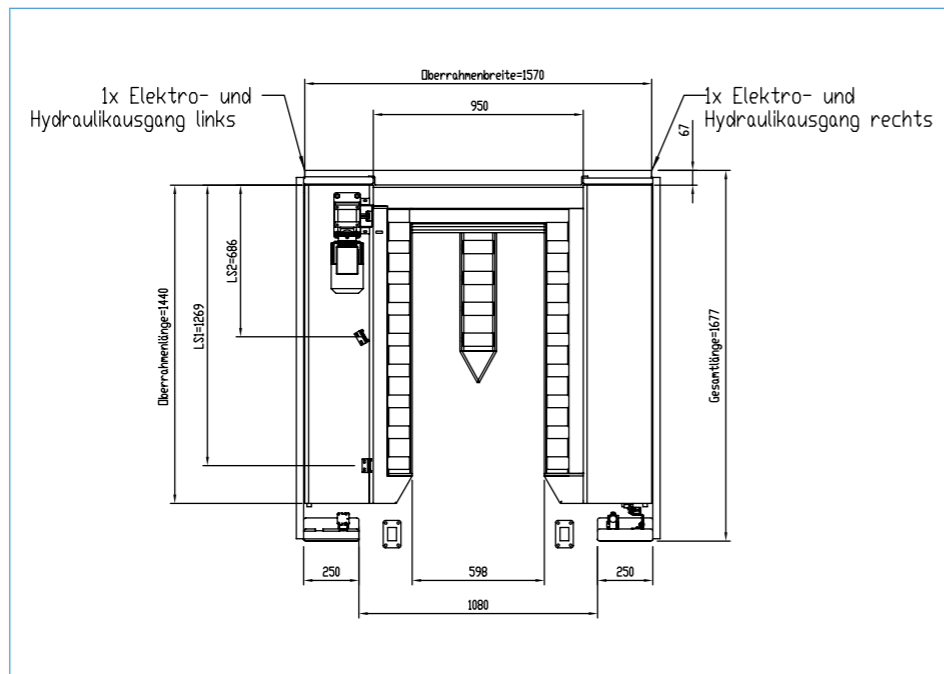 Oberrahmenbreite=1570
1x Elektro- und
Hydraulikausgang links
950
1x Elektro- und
Hydraulikausgang rechts
67
LS2=686
LS1=1269
Oberrahmenlänge=1440
Gesamtlänge=1677
250
598
250
1080